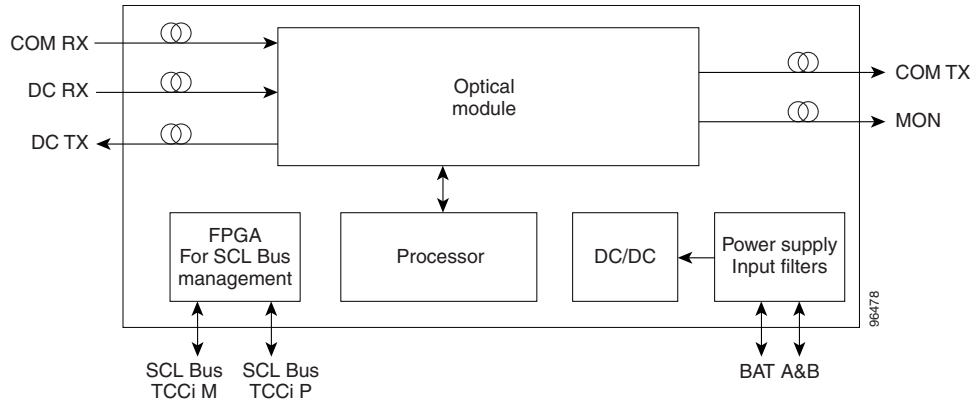 COM RX
DC RX
DC TX
Optical
module
COM TX
MON
FPGA
For SCL Bus
management
Processor
DC/DC
Power supply
Input filters
96478
SCL Bus
TCCi M
SCL Bus
TCCi P
BAT A&B